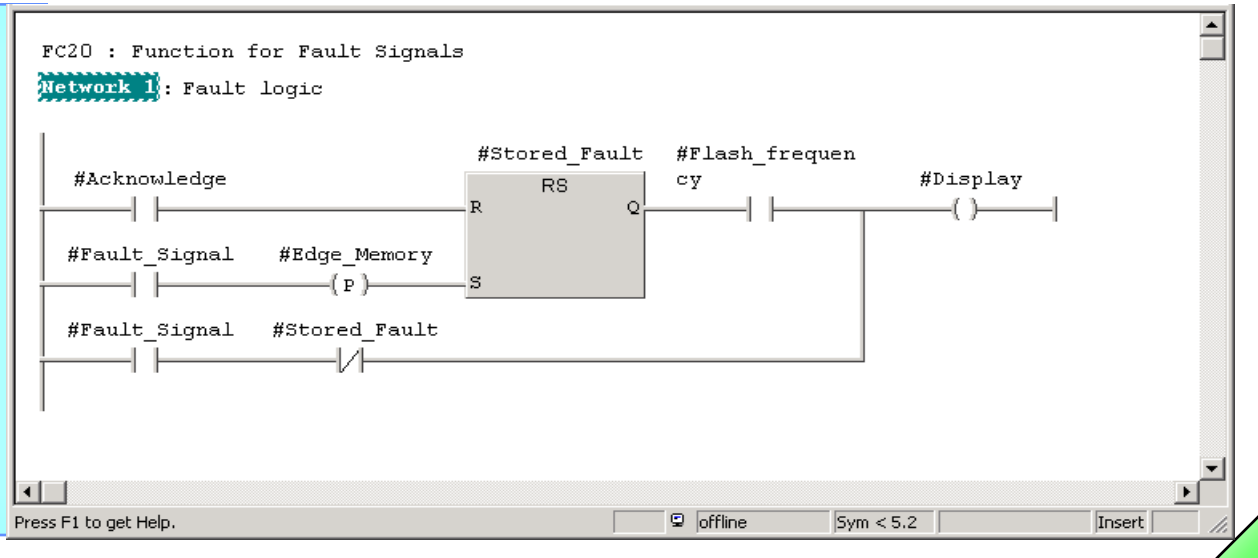 FC20 : Function for Fault Signals
Network 1: Fault logic
#Stored_Fault #Flash_frequen
#Acknowledge RS cy #Display
R Q ( )
#Fault_Signal #Edge_Memory
(P) S
#Fault_Signal #Stored_Fault
Press F1 to get Help. offline Sym < 5.2 Insert